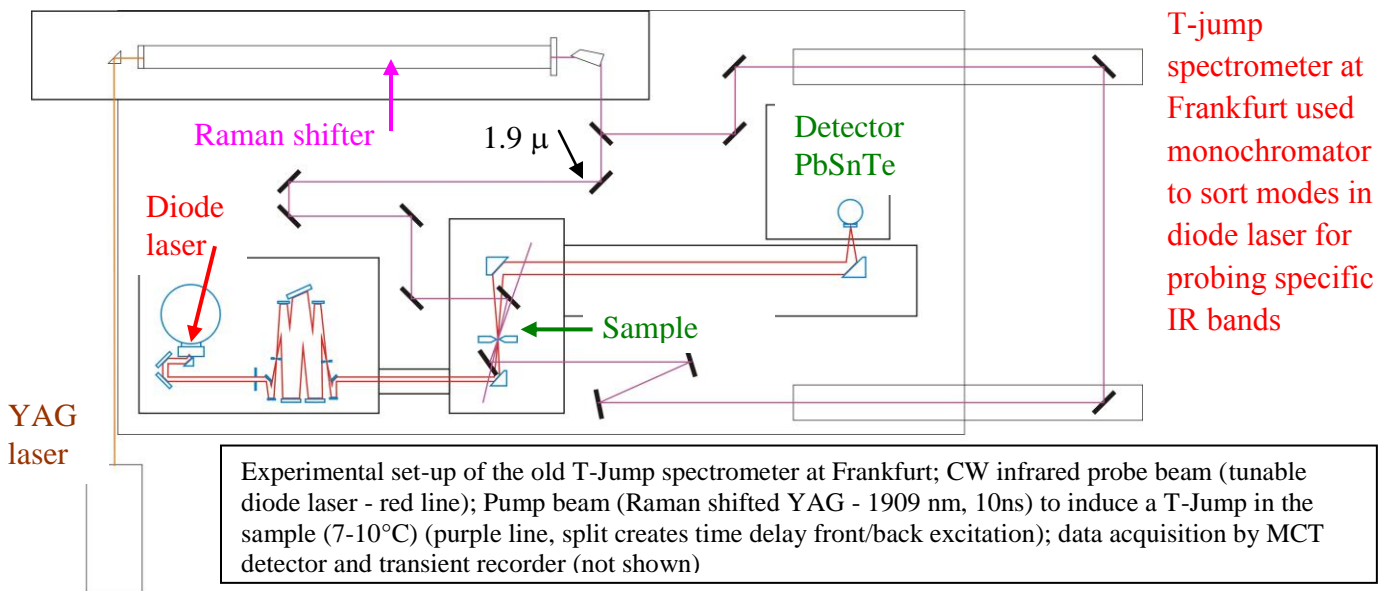 T-jump
spectrometer at
Frankfurt used
monochromator
to sort modes in
diode laser for
probing specific
IR bands
Raman shifter
1.9 μ
Detector
PbSnTe
Diode
laser
Sample
YAG
laser
Experimental set-up of the old T-Jump spectrometer at Frankfurt; CW infrared probe beam (tunable
diode laser - red line); Pump beam (Raman shifted YAG - 1909 nm, 10ns) to induce a T-Jump in the
sample (7-10°C) (purple line, split creates time delay front/back excitation); data acquisition by MCT
detector and transient recorder (not shown)